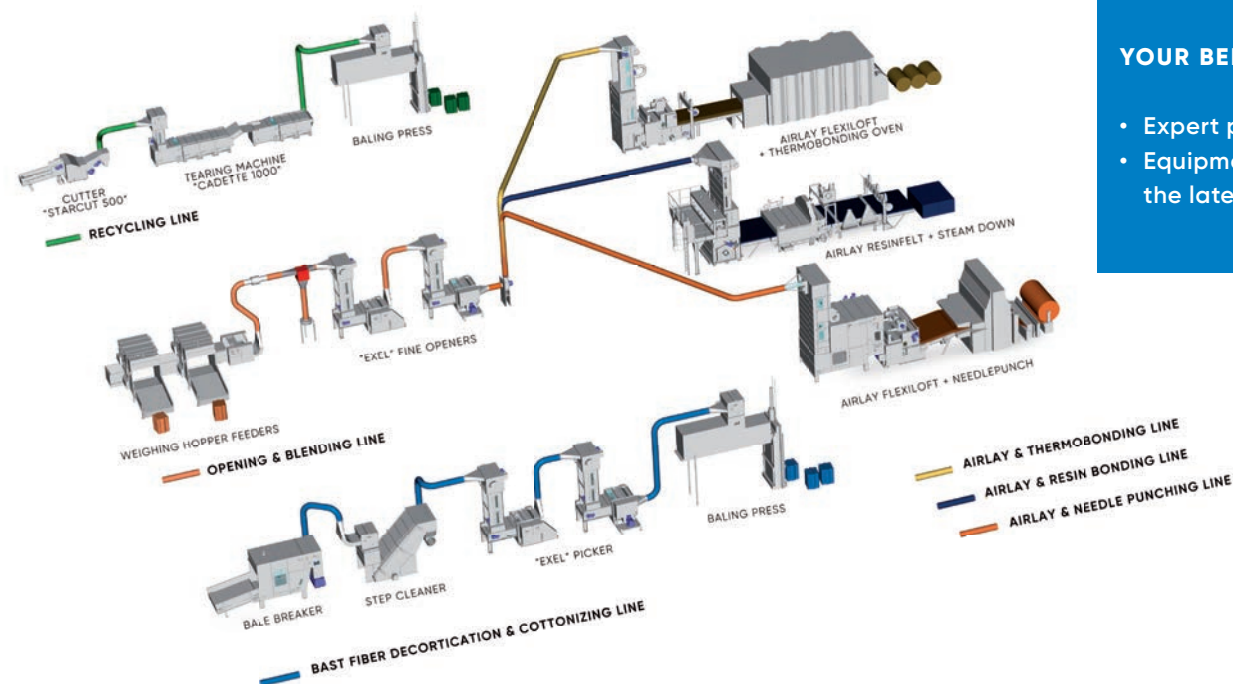 CUTTER
"STARCUT 500"
TEARING MACHINE
"CADETTE 1000"
BALING PRESS
RECYCLING LINE
AIRLAY FLEXILOFT
+ THERMOBONDING OVEN
AIRLAY RESINFELT + STEAM DOWN
AIRLAY FLEXILOFT + NEEDLEPUNCH
WEIGHING HOPPER FEEDERS
"EXEL" FINE OPENERS
OPENING & BLENDING LINE
BALE BREAKER
STEP CLEANER
"EXEL" PICKER
BALING PRESS
BAST FIBER DECORTICATION & COTTONIZING LINE
AIRLAY & THERMOBONDING LINE
AIRLAY & RESIN BONDING LINE
AIRLAY & NEEDLE PUNCHING LINE
YOUR BE
• Expert p
• Equipme
the late